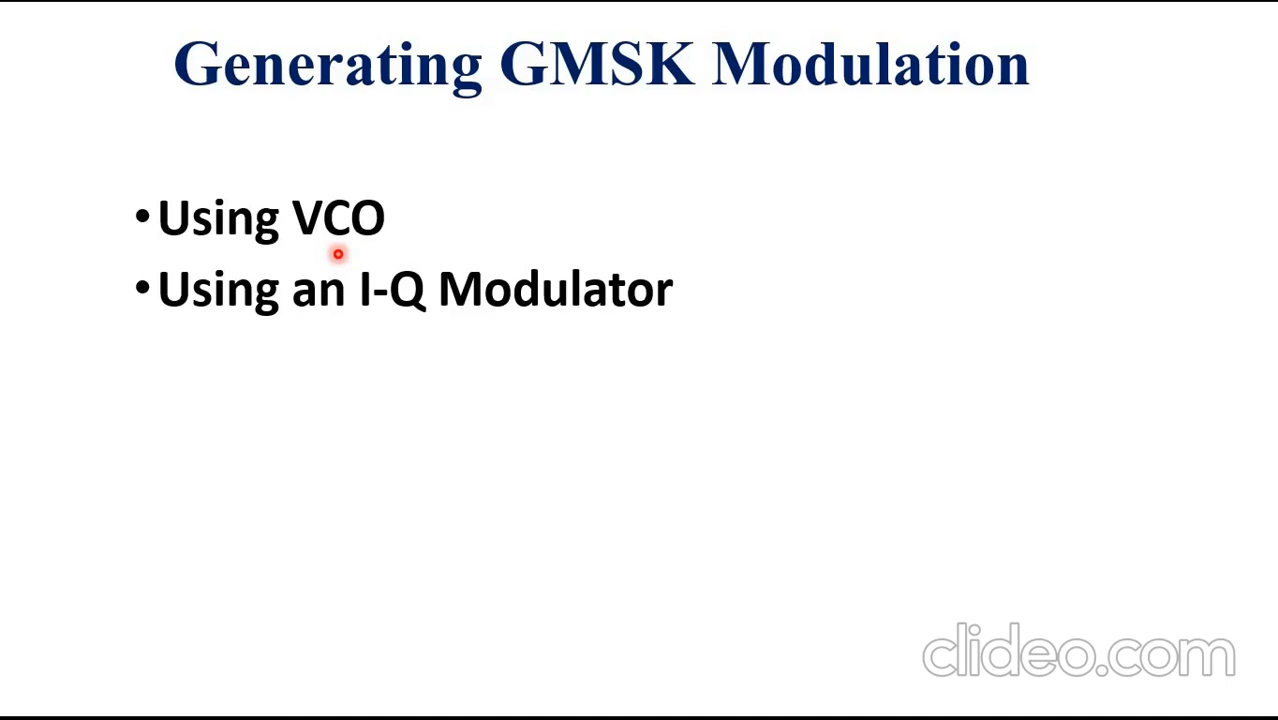 Generating GMSK Modulation
•Using VCO
•Using an I-Q Modulator
clideo.com